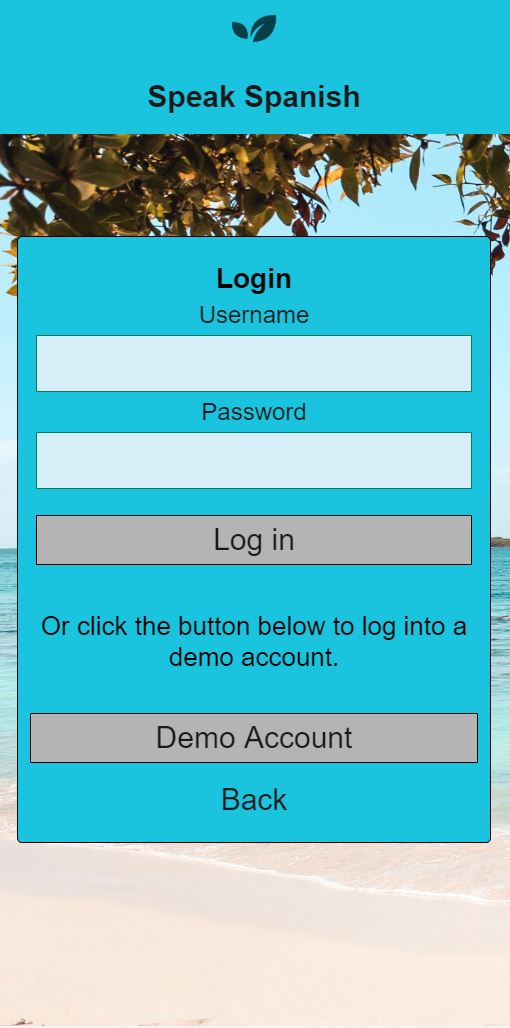 Speak Spanish
Login
Username
Password
Log in
Or click the button below to log into a
demo account.
Demo Account
Back